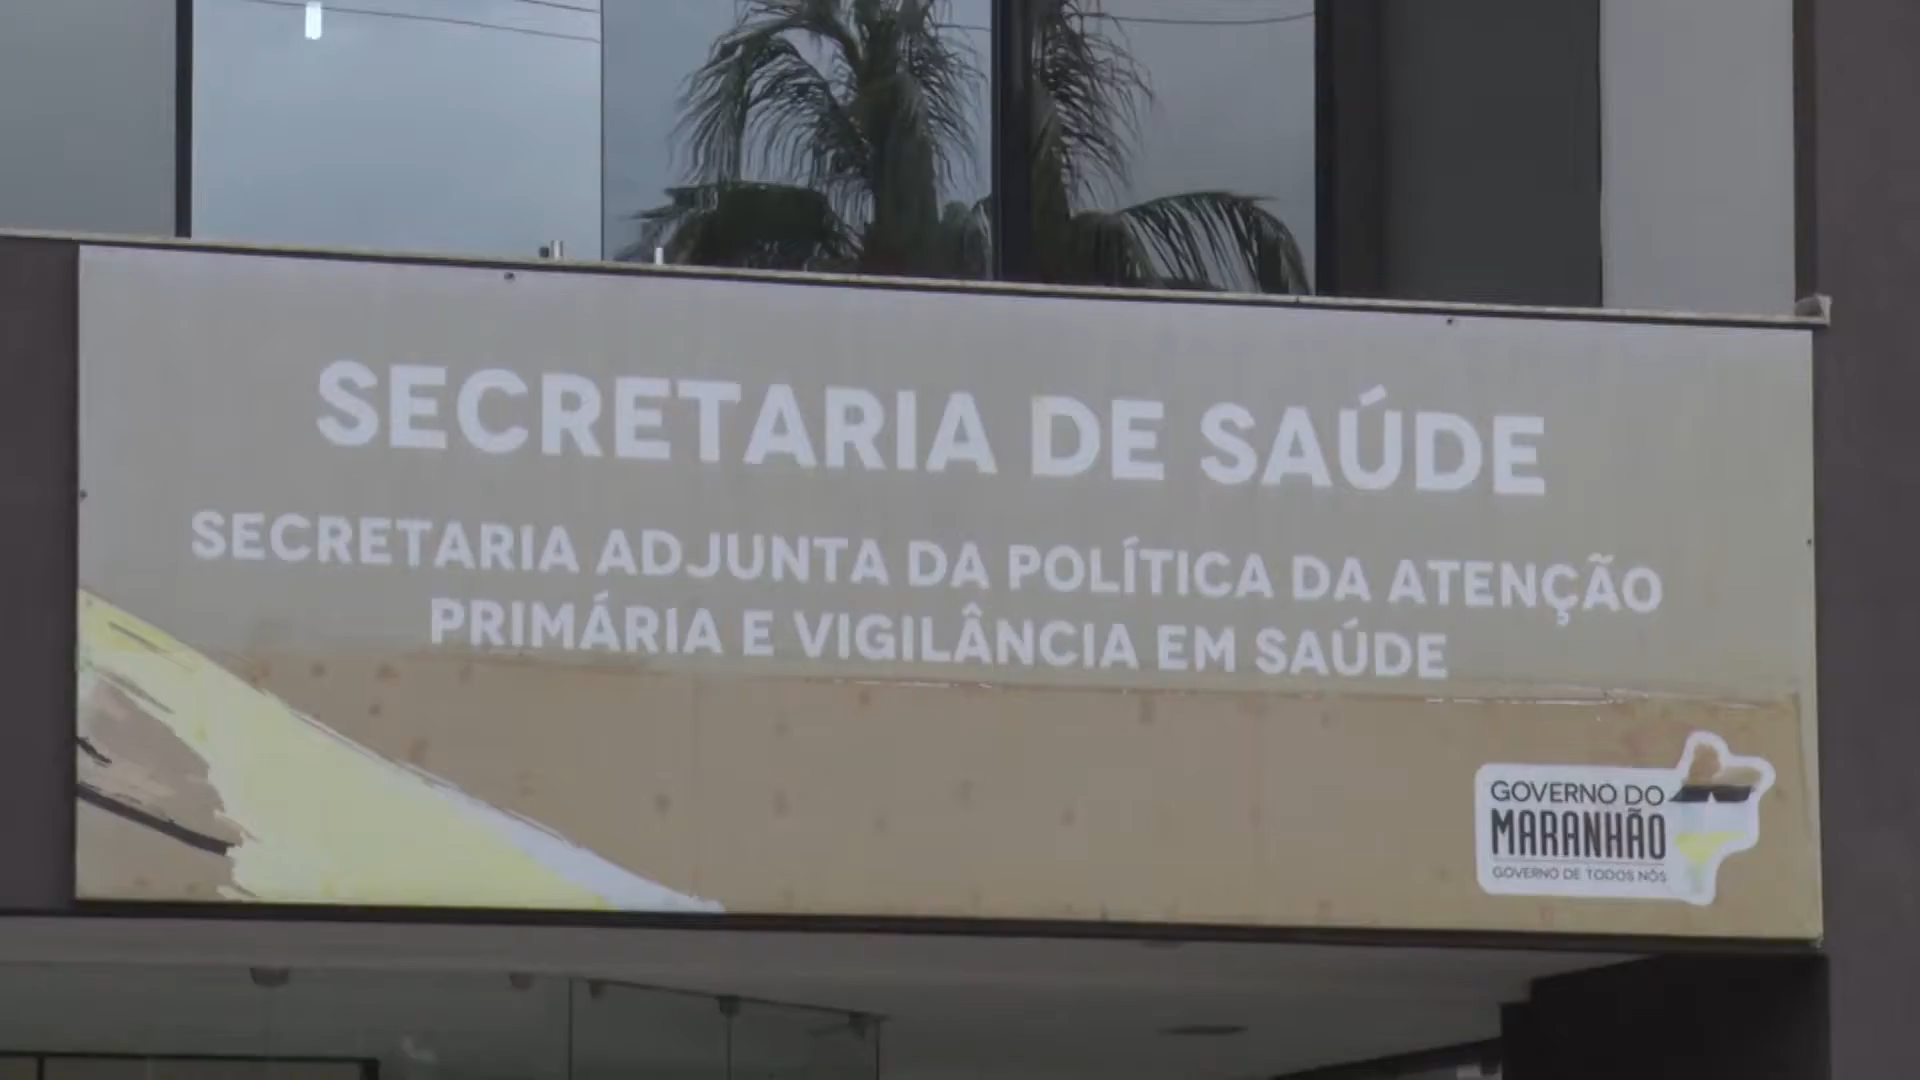 SECRETARIA DE SAÚDE
SECRETARIA ADJUNTA DA POLÍTICA DA ATENÇÃO
PRIMÁRIA E VIGILÂNCIA EM SAÚDE
GOVERNO DO
MARANHÃO
GOVERNO DE TODOS NÓS